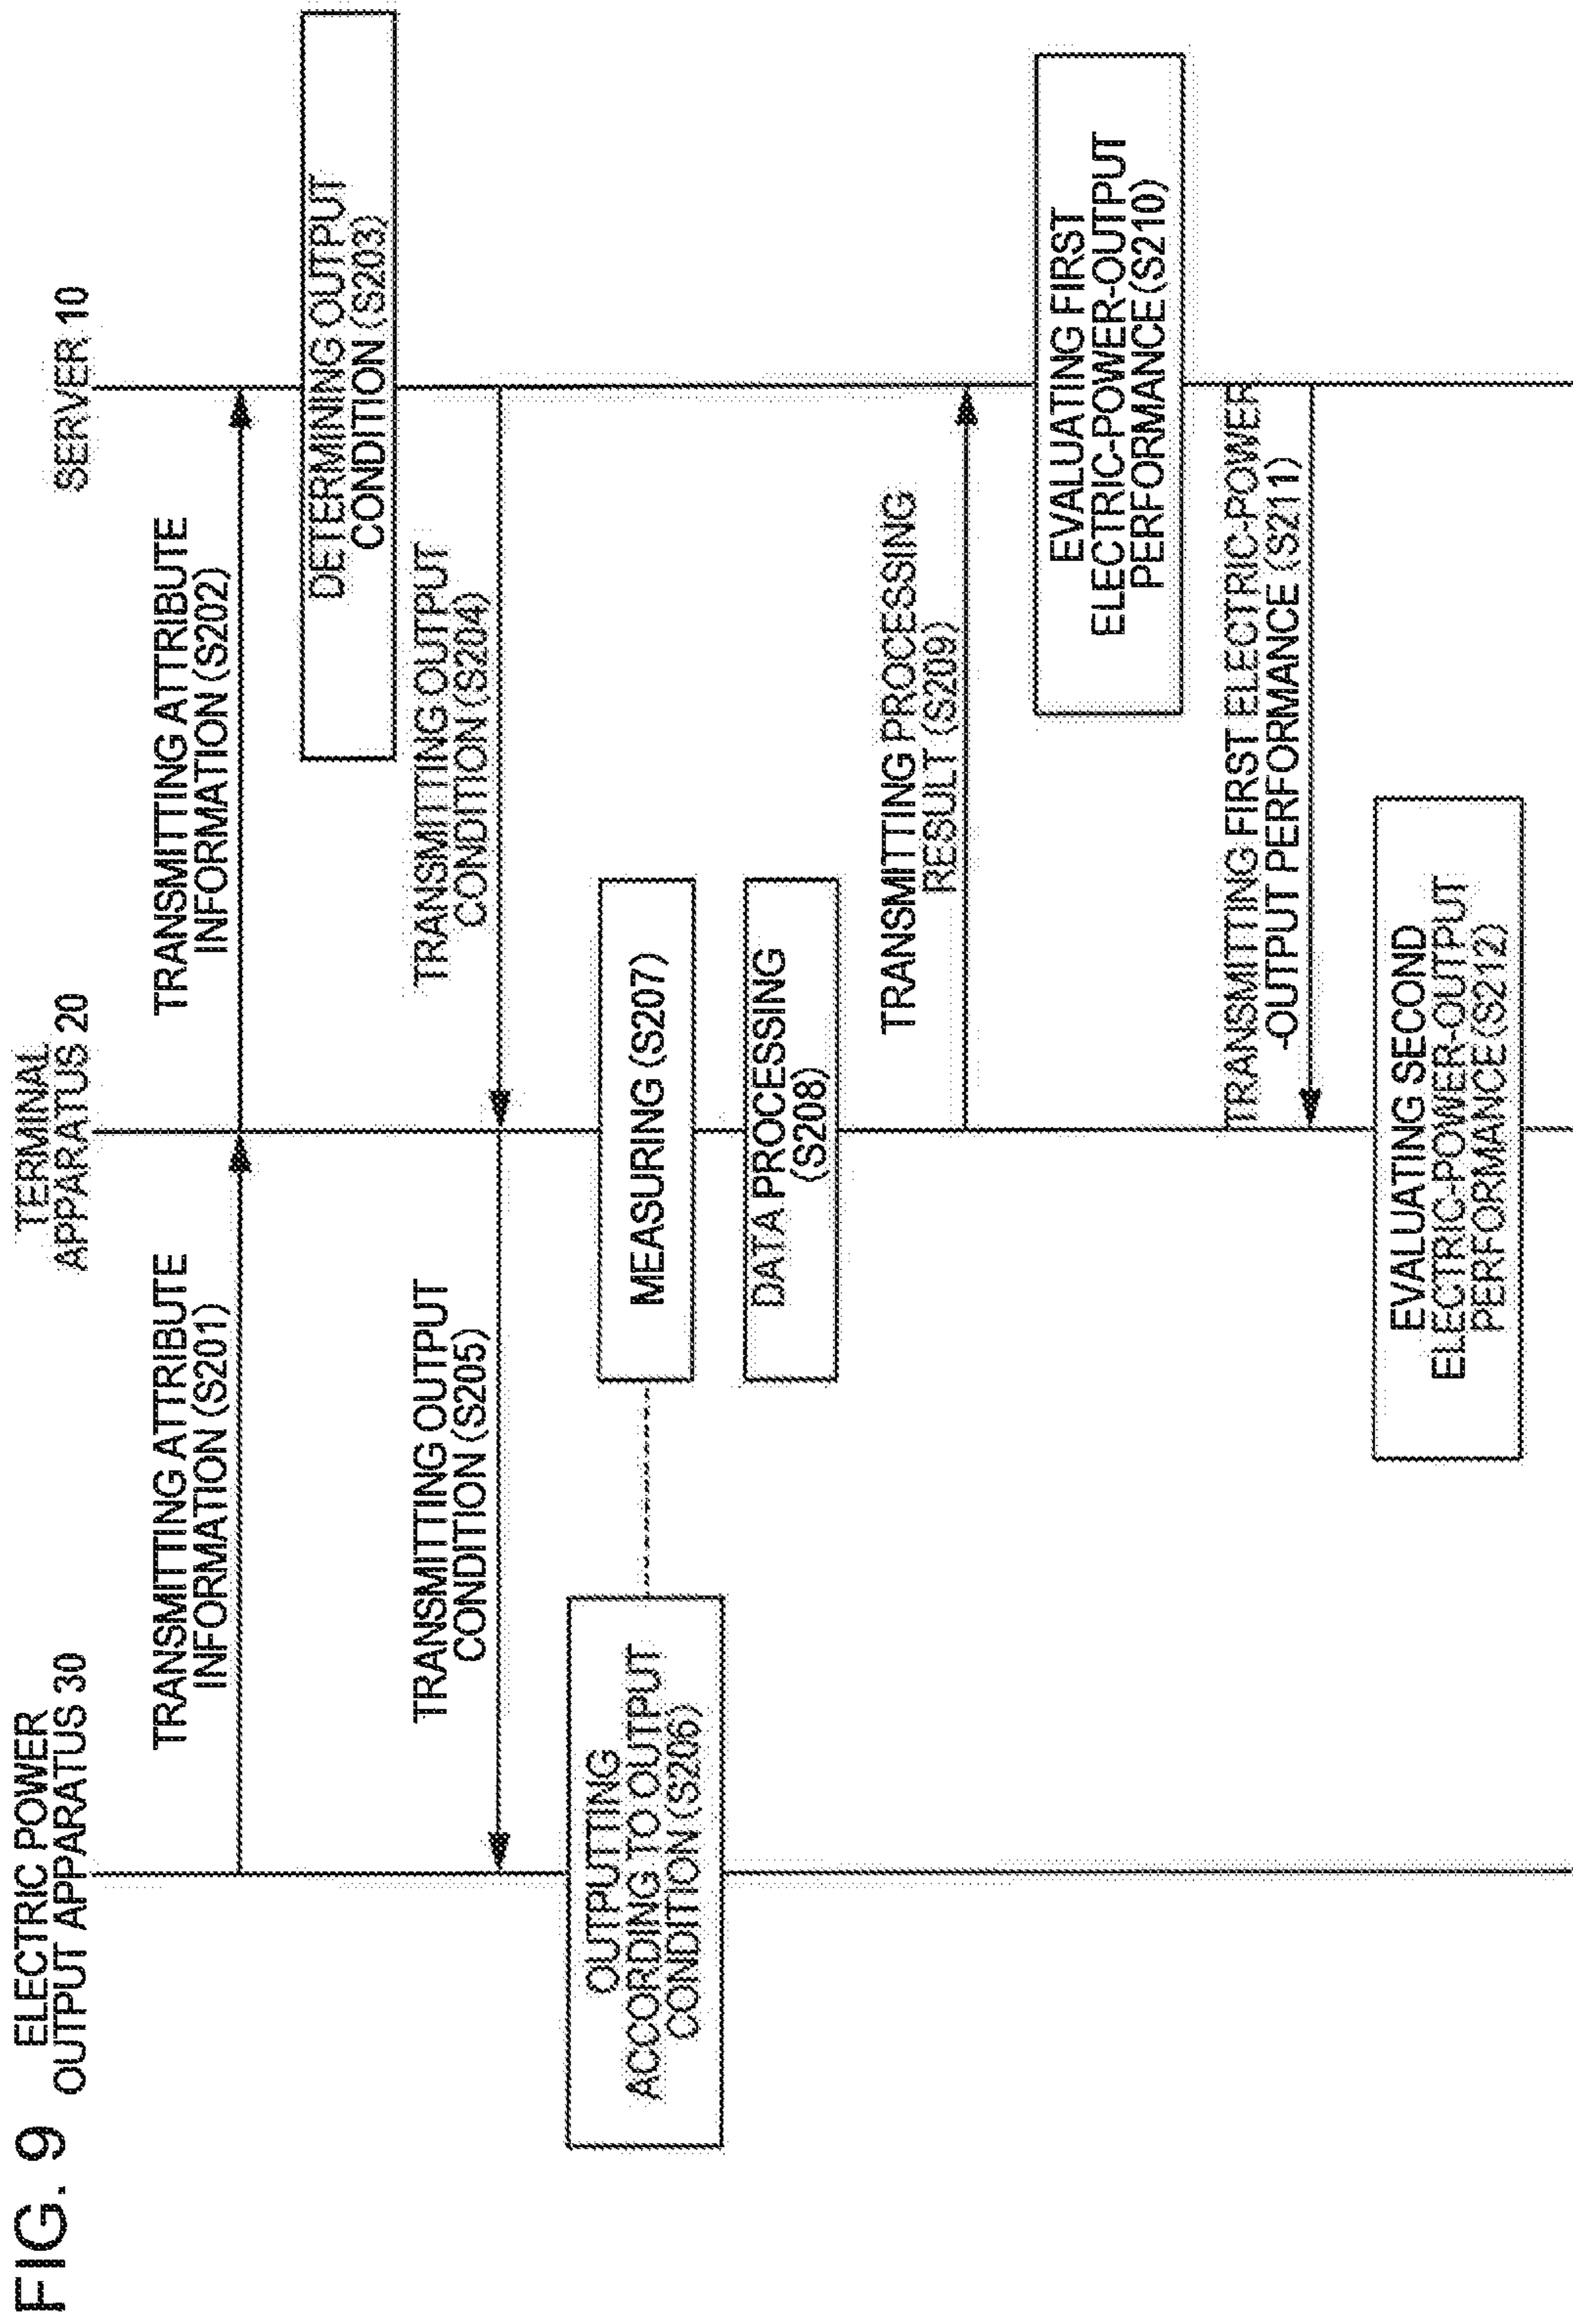 FIG. 9
ELECTRIC POWER
OUTPUT APPARATUS 30
TERMINAL
APPARATUS 20
SERVER 10
TRANSMITTING ATTRIBUTE
INFORMATION (S201)
TRANSMITTING ATTRIBUTE
INFORMATION (S202)
DETERMINING OUTPUT
CONDITION (S203)
TRANSMITTING OUTPUT
CONDITION (S204)
TRANSMITTING OUTPUT
CONDITION (S205)
OUTPUTTING
ACCORDING TO OUTPUT
CONDITION (S206)
MEASURING (S207)
DATA PROCESSING
(S208)
TRANSMITTING PROCESSING
RESULT (S209)
EVALUATING FIRST
ELECTRIC-POWER-OUTPUT
PERFORMANCE(S210)
TRANSMITTING FIRST ELECTRIC-POWER
-OUTPUT PERFORMANCE (S211)
EVALUATING SECOND
ELECTRIC-POWER-OUTPUT
PERFORMANCE(S212)